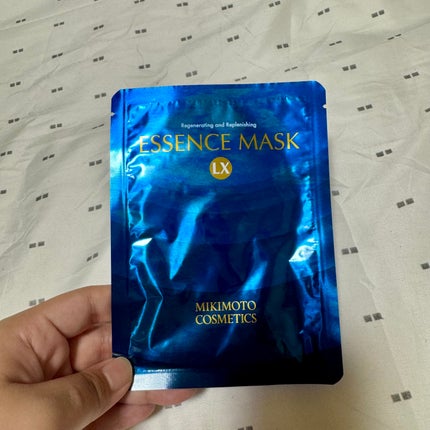 Regenerating and Replenishing
ESSENCE MASK
LX
MIKIMOTO
COSMETICS